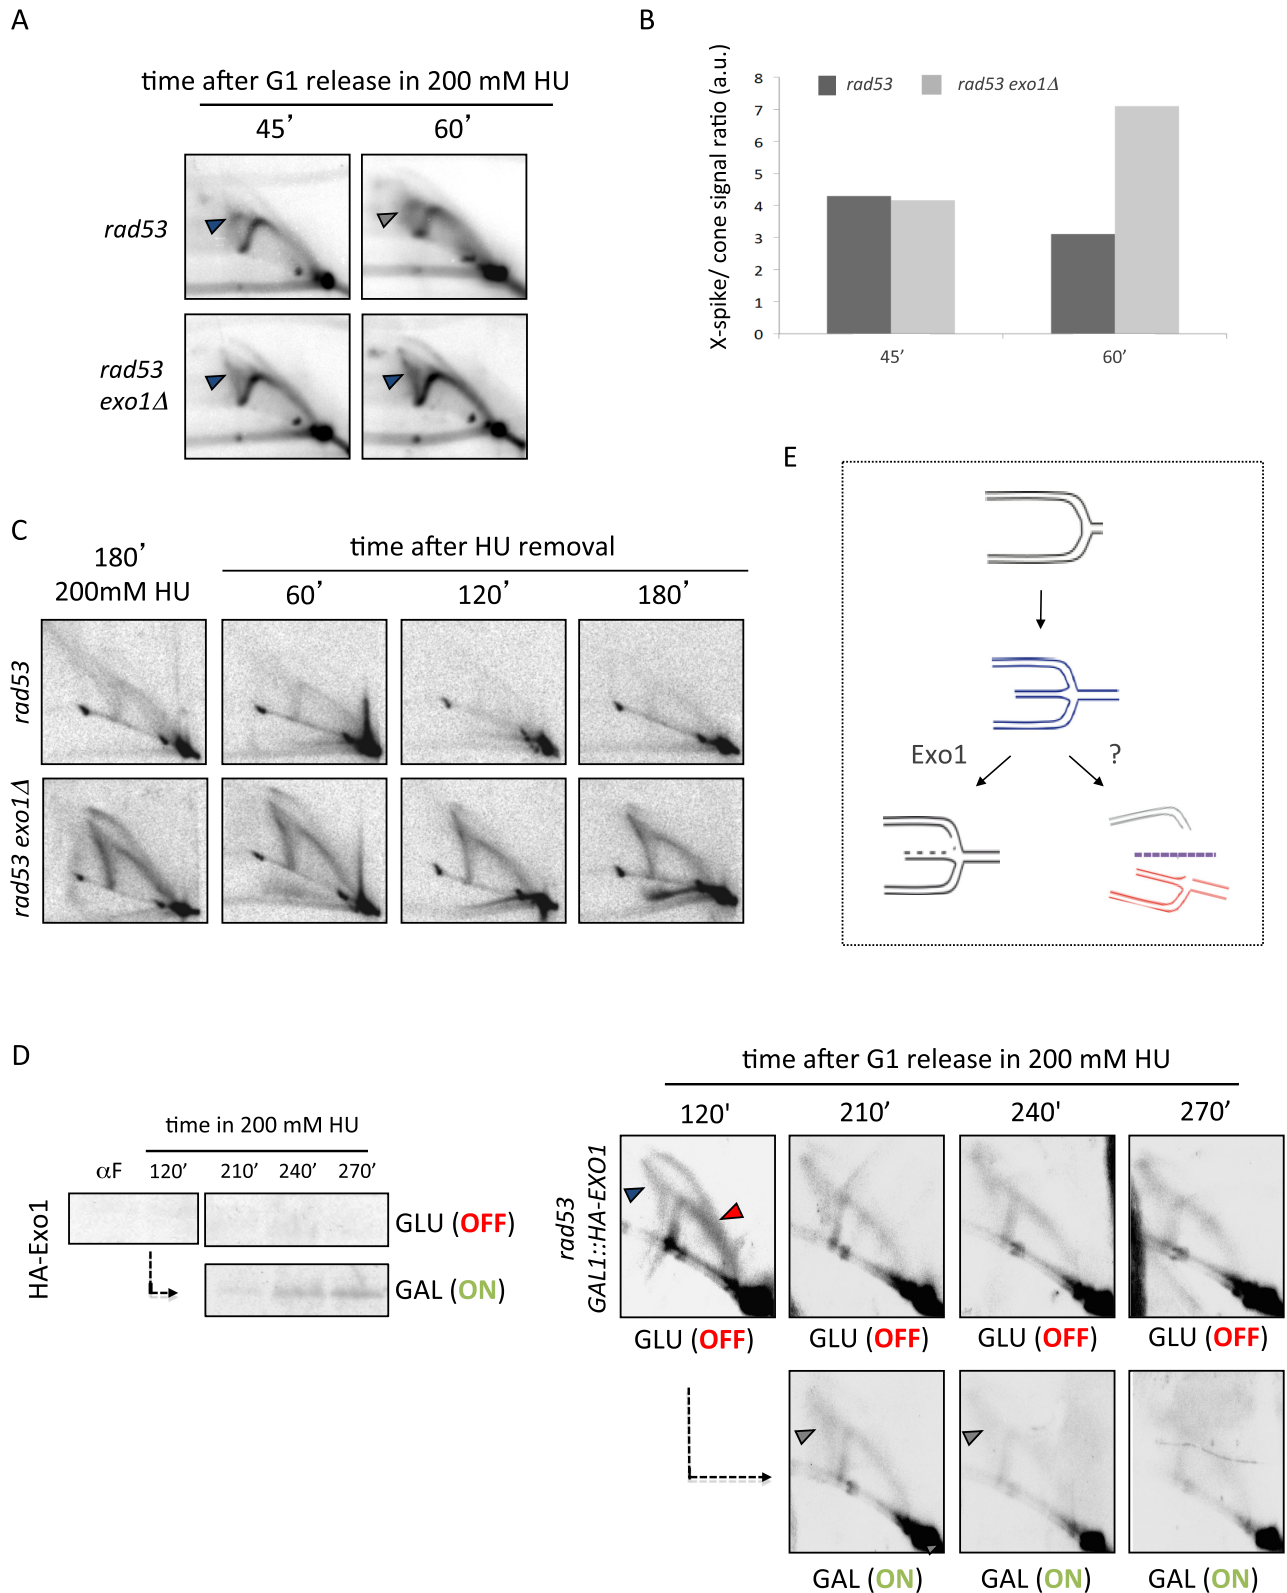 A
time after G1 release in 200 mM HU
45’
60’
rad53
rad53
exo1Δ
B
X-spike/ cone signal ratio (a.u.)
8
7
6
5
4
3
2
1
0
rad53
rad53 exo1Δ
45’
60’
C
180’
200mM HU
time after HU removal
60’
120’
180’
rad53
rad53 exo1Δ
E
Exo1
?
D
time in 200 mM HU
αF
120’
210’
240’
270’
HA-Exo1
GLU (OFF)
GAL (ON)
time after G1 release in 200 mM HU
120'
210’
240’
270’
rad53
GAL1::HA-EXO1
GLU (OFF)
GLU (OFF)
GLU (OFF)
GLU (OFF)
GAL (ON)
GAL (ON)
GAL (ON)